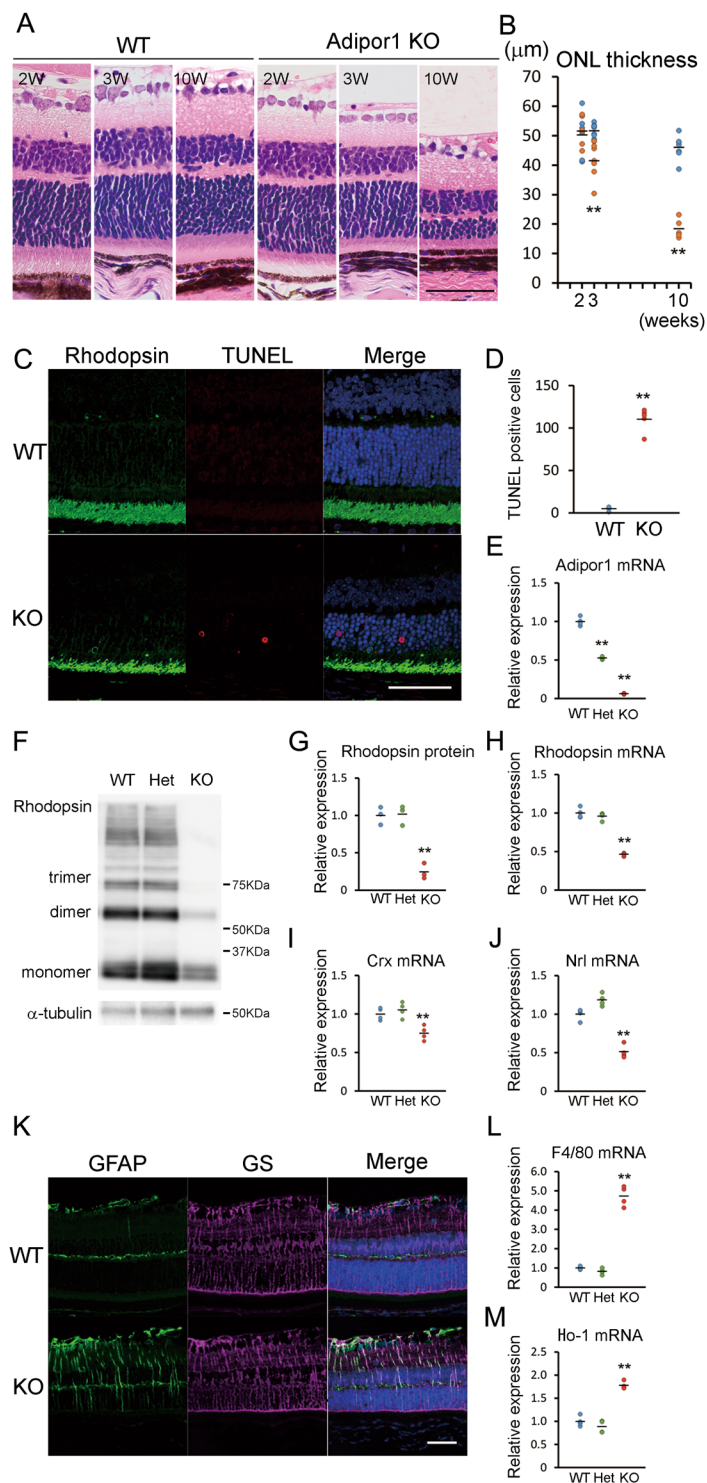 A
WT
Adipor1 KO
2W
3W
10W
2W
3W
10W
B
(μm)
ONL thickness
70
60
50
40
30
20
10
0
**
**
2 3
10
(weeks)
C
Rhodopsin
TUNEL
Merge
WT
KO
D
TUNEL positive cells
150
100
50
0
**
WT
KO
E
Adipor1 mRNA
Relative expression
1.5
1.0
0.5
0
**
**
WT Het KO
F
WT
Het
KO
Rhodopsin
trimer
dimer
monomer
α-tubulin
75KDa
50KDa
37KDa
50KDa
G
Rhodopsin protein
Relative expression
1.5
1.0
0.5
0
**
WT Het KO
H
Rhodopsin mRNA
Relative expression
1.5
1.0
0.5
0
**
WT Het KO
I
Crx mRNA
Relative expression
1.5
1.0
0.5
0
**
WT Het KO
J
Nrl mRNA
Relative expression
1.5
1.0
0.5
0
**
WT Het KO
K
GFAP
GS
Merge
WT
KO
L
F4/80 mRNA
Relative expression
6.0
5.0
4.0
3.0
2.0
1.0
0
**
WT Het KO
M
Ho-1 mRNA
Relative expression
2.5
2.0
1.5
1.0
0.5
0
**
WT Het KO